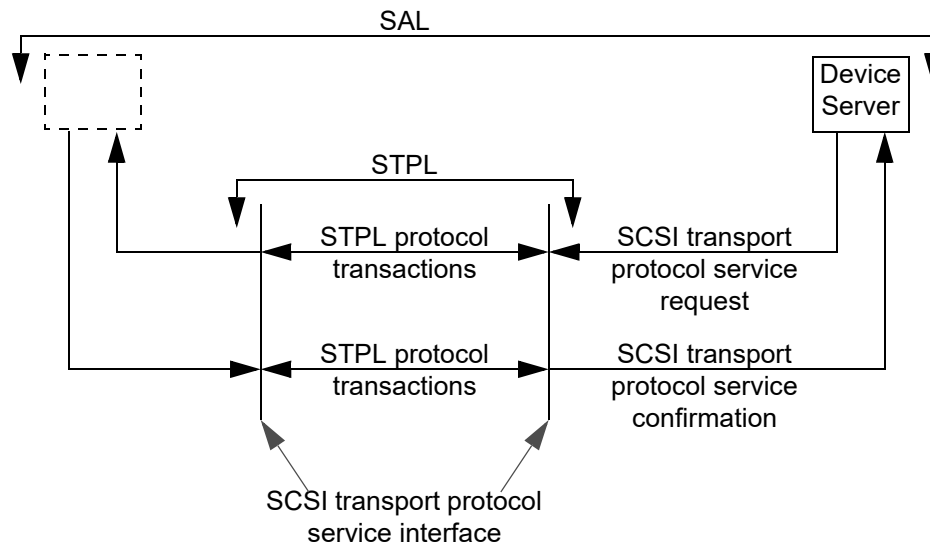 SAL
Device
Server
STPL
STPL protocol
transactions
SCSI transport
protocol service
request
STPL protocol
transactions
SCSI transport
protocol service
confirmation
SCSI transport protocol
service interface